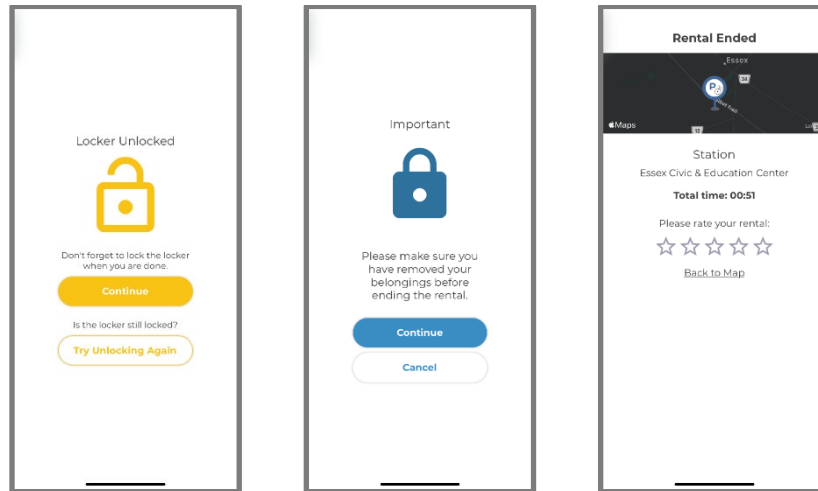 Locker Unlocked
Don't forget to lock the locker
when you are done.
Continue
Is the locker still locked?
Try Unlocking Again
Important
Please make sure you
have removed your
belongings before
ending the rental.
Continue
Cancel
Rental Ended
Essex
34
P
Maps
12
Station
Essex Civic & Education Center
Total time: 00:51
Please rate your rental:
Back to Map